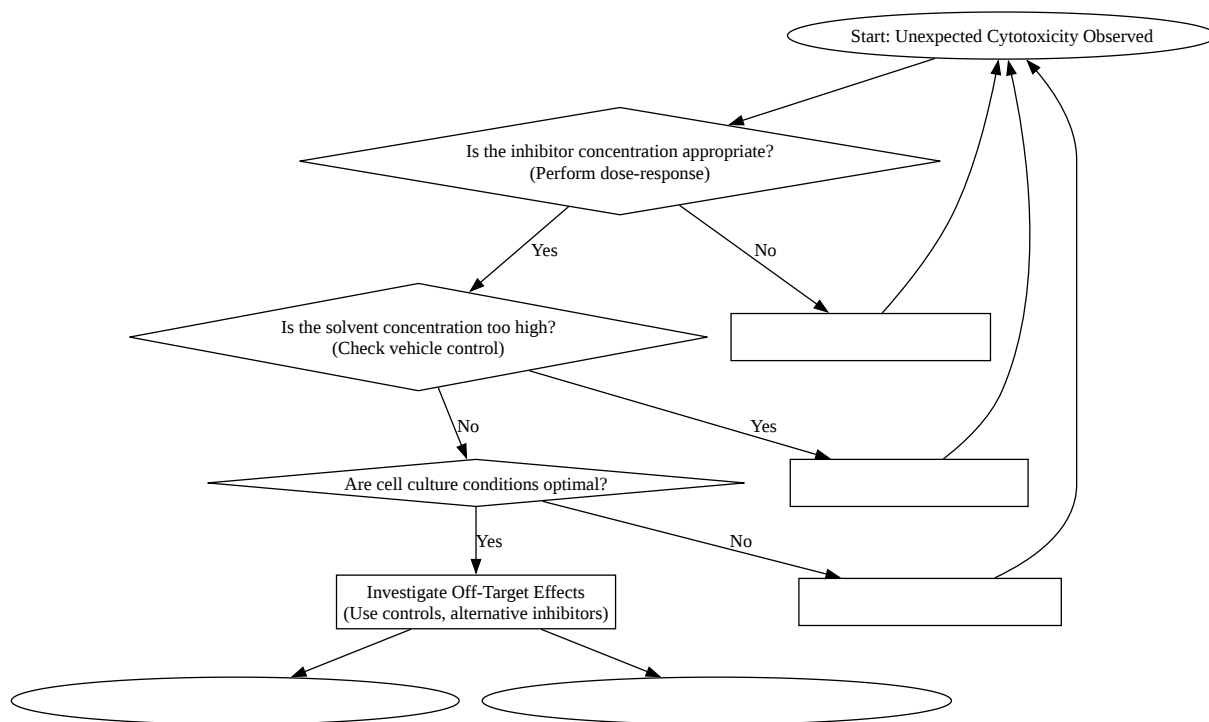 Start: Unexpected Cytotoxicity Observed
Is the inhibitor concentration appropriate?
(Perform dose-response)
Yes
No
Is the solvent concentration too high?
(Check vehicle control)
No
Yes
Are cell culture conditions optimal?
Yes
No
Investigate Off-Target Effects
(Use controls, alternative inhibitors)